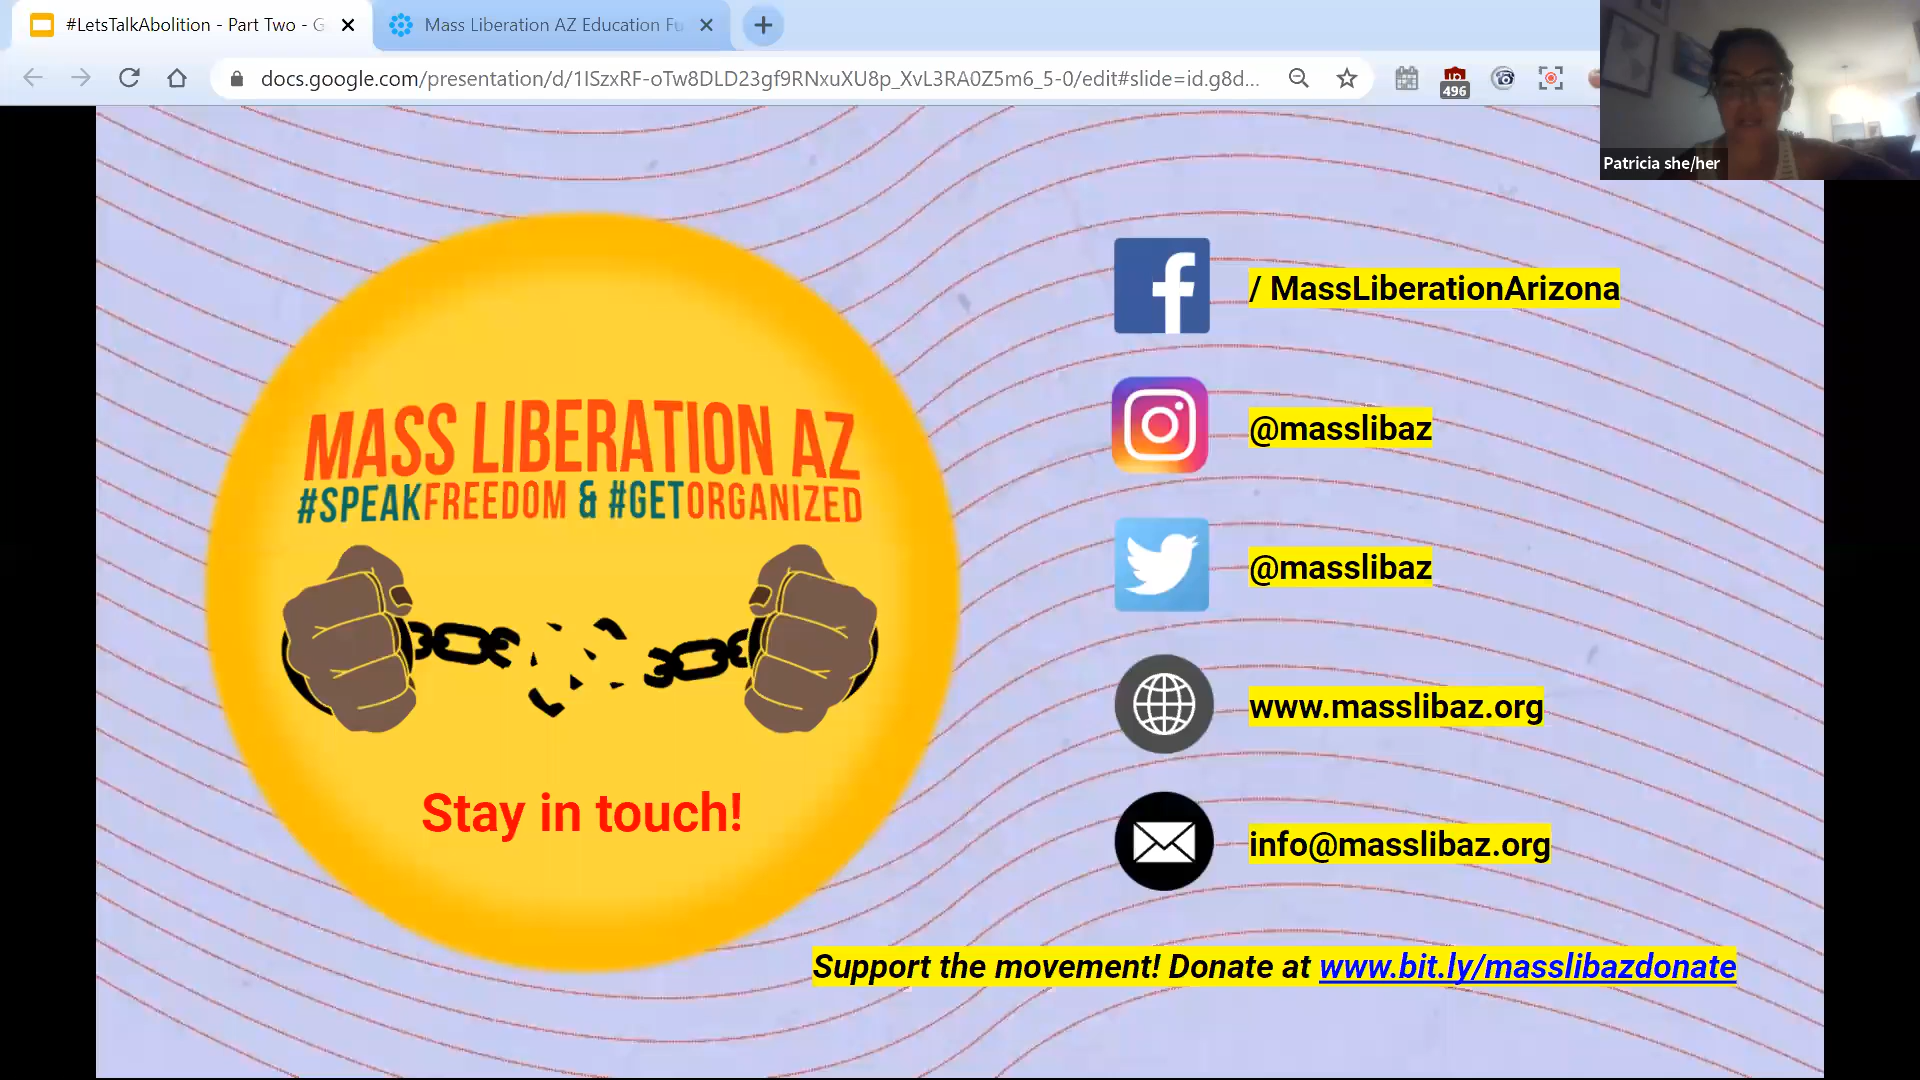 #LetsTalkAbolition - Part Two - G
Mass Liberation AZ Education Fu
docs.google.com/presentation/d/1lSzxRF-oTw8DLD23gf9RNxuXU8p_XvL3RA0Z5m6_5-0/edit#slide=id.g8d...
496
Patricia she/her
MASS LIBERATION AZ
#SPEAKFREEDOM & #GETORGANIZED
Stay in touch!
/ MassLiberationArizona
@masslibaz
@masslibaz
www.masslibaz.org
info@masslibaz.org
Support the movement! Donate at www.bit.ly/masslibazdonate